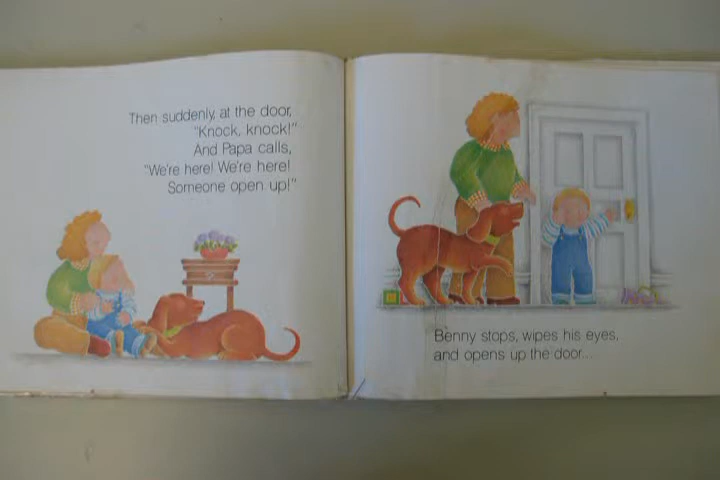 Then suddenly, at the door,
"Knock, knock!"
And Papa calls,
"We're here! We're here!
Someone open up!"
Benny stops, wipes his eyes,
and opens up the door...